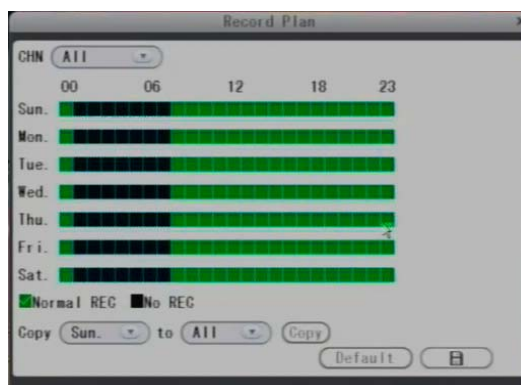 Record Plan x
CHN All
00 06 12 18 23
Sun.
Mon.
Tue.
Wed.
Thu.
Fri.
Sat.
Normal REC No REC
Copy Sun. to All Copy
Default